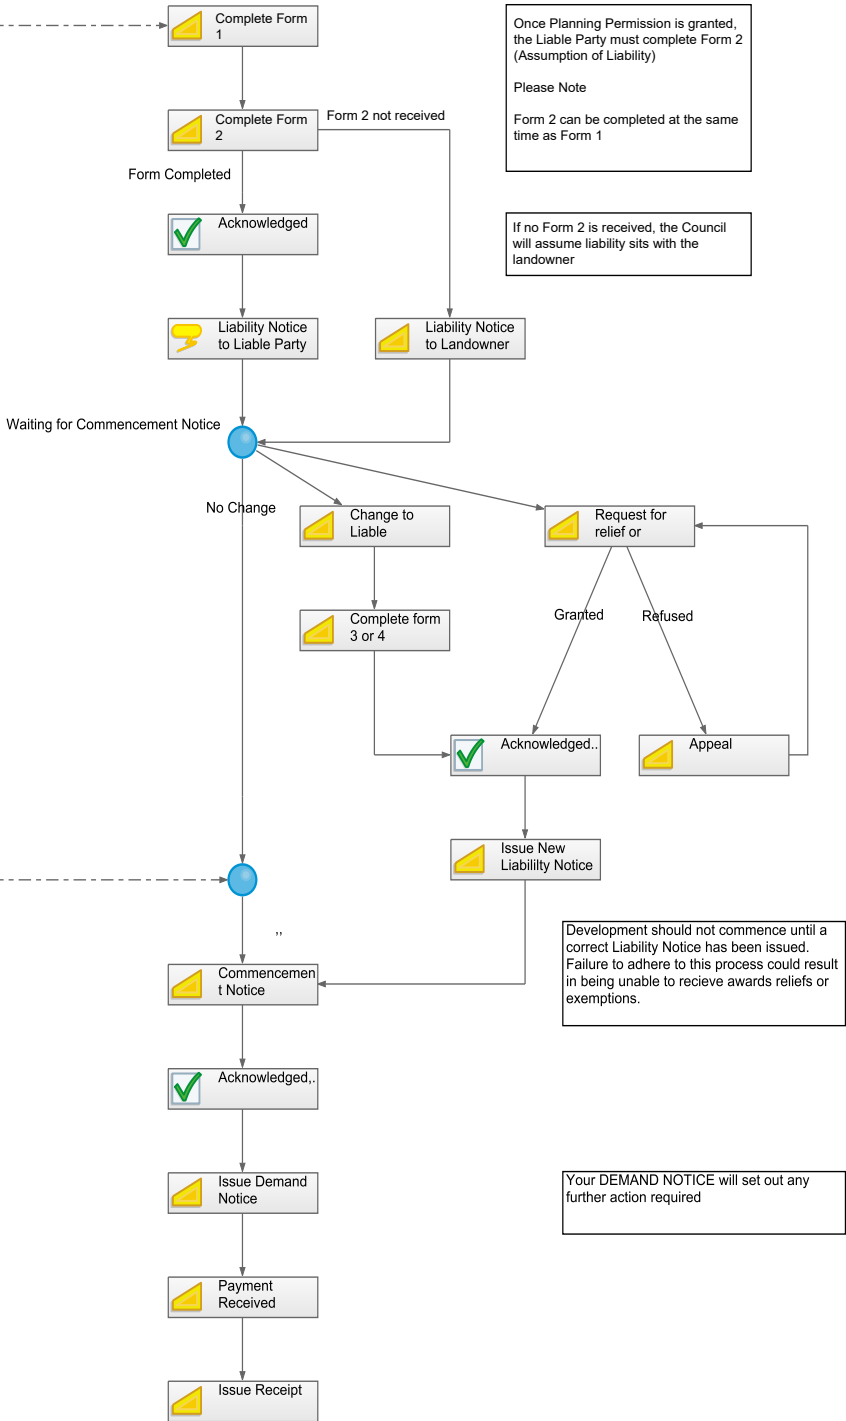 Complete Form
1
Once Planning Permission is granted,
the Liable Party must complete Form 2
(Assumption of Liability)
Please Note
Form 2 can be completed at the same
time as Form 1
Complete Form
2
Form 2 not received
Form Completed
Acknowledged
If no Form 2 is received, the Council
will assume liability sits with the
landowner
Liability Notice
to Liable Party
Liability Notice
to Landowner
Waiting for Commencement Notice
No Change
Change to
Liable
Request for
relief or
Complete form
3 or 4
Granted
Refused
Acknowledged..
Appeal
Issue New
Liabililty Notice
,,
Development should not commence until a
correct Liability Notice has been issued.
Failure to adhere to this process could result
in being unable to recieve awards reliefs or
exemptions.
Commencemen
t Notice
Acknowledged,.
Issue Demand
Notice
Your DEMAND NOTICE will set out any
further action required
Payment
Received
Issue Receipt